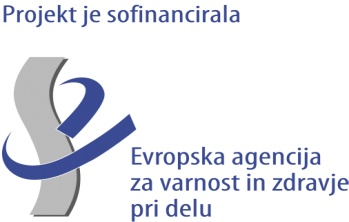 Projekt je sofinancirala
Evropska agencija
za varnost in zdravje
pri delu